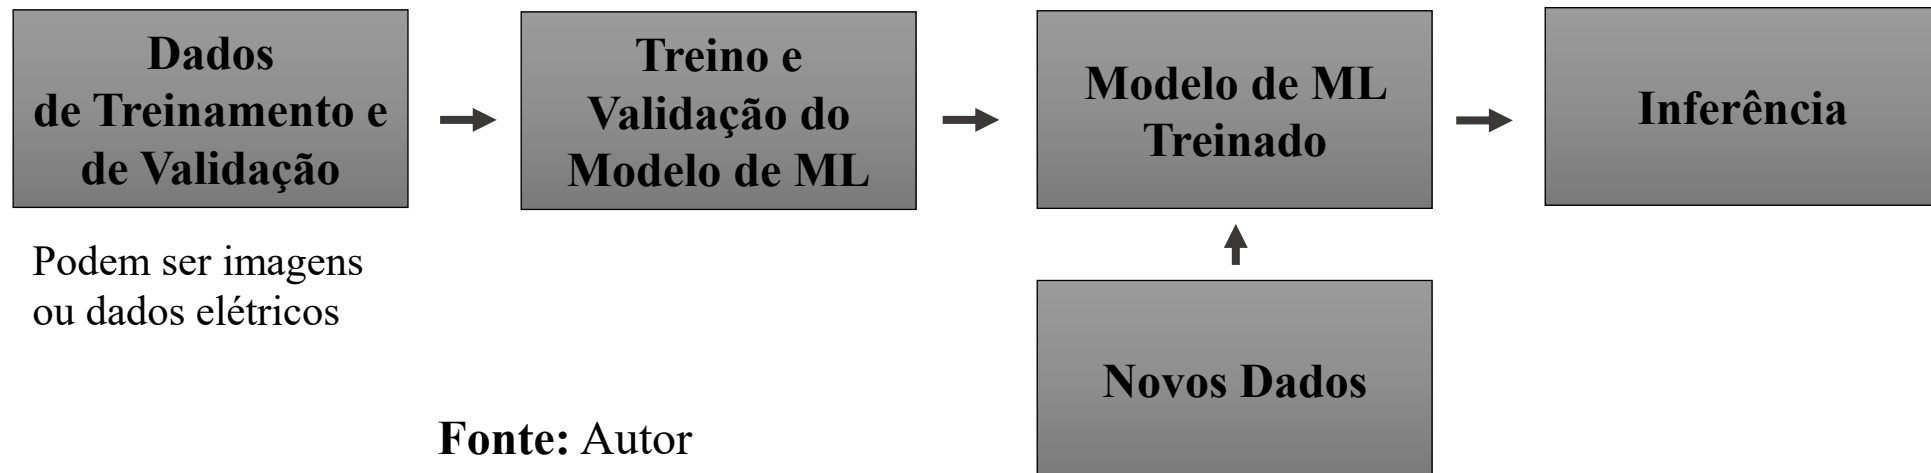 Dados
de Treinamento e
de Validação
Treino e
Validação do
Modelo de ML
Modelo de ML
Treinado
Inferência
Podem ser imagens
ou dados elétricos
Novos Dados
Fonte: Autor